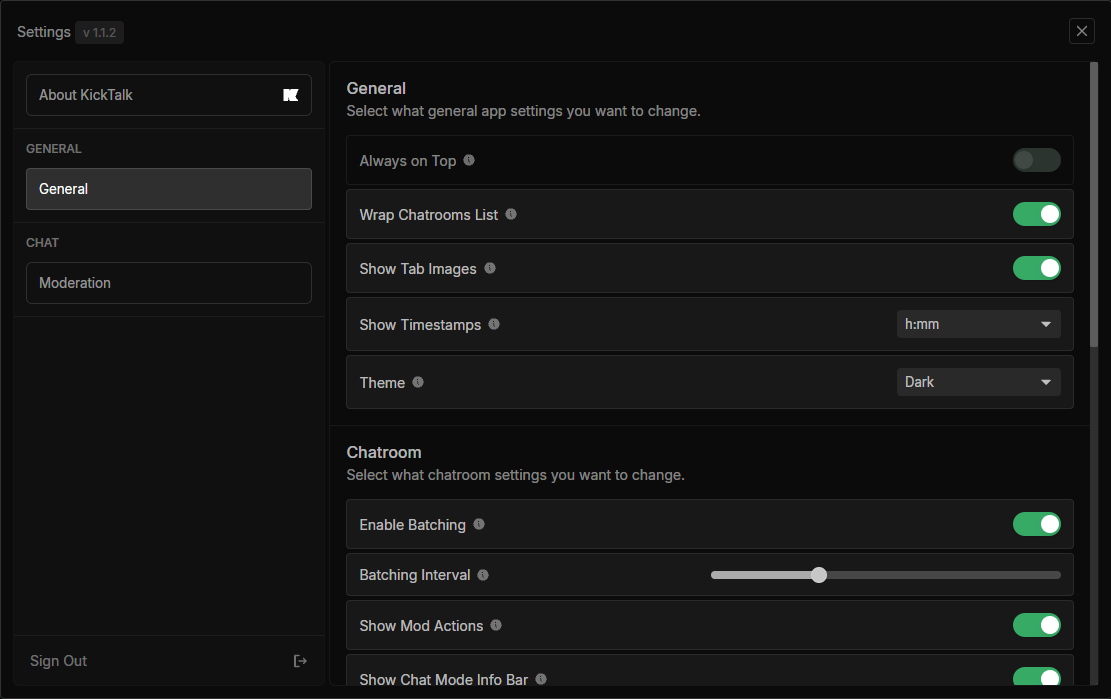 Settings v 1.1.2
About KickTalk
GENERAL
General
CHAT
Moderation
Sign Out
General
Select what general app settings you want to change.
Always on Top
Wrap Chatrooms List
Show Tab Images
Show Timestamps h:mm
Theme Dark
Chatroom
Select what chatroom settings you want to change.
Enable Batching
Batching Interval
Show Mod Actions
Show Chat Mode Info Bar